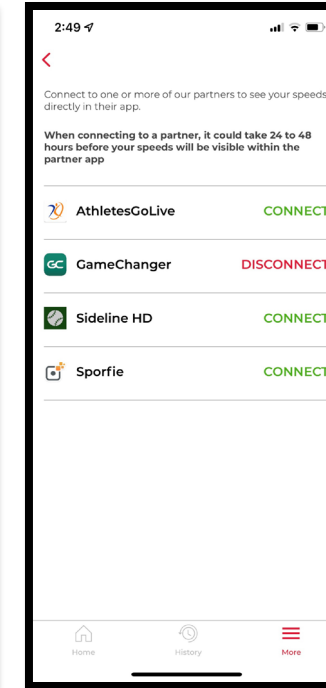 2:49
Connect to one or more of our partners to see your speeds
directly in their app.
When connecting to a partner, it could take 24 to 48
hours before your speeds will be visible within the
partner app
AthletesGoLive CONNECT
GC GameChanger DISCONNECT
Sideline HD CONNECT
Sporfie CONNECT
Home History More